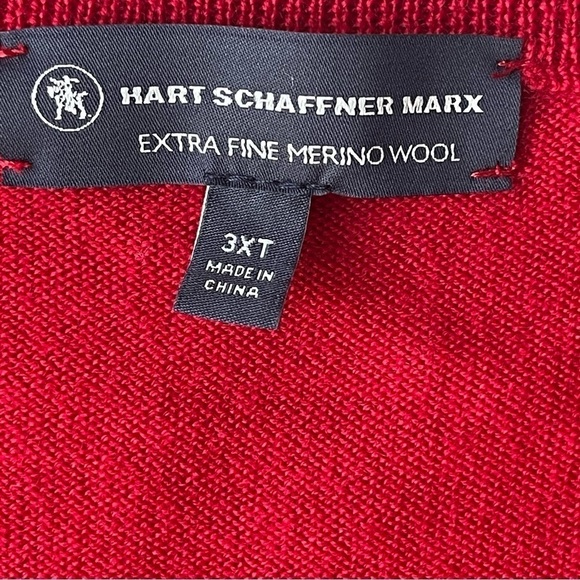 HART SCHAFFNER MARX
EXTRA FINE MERINO WOOL
3XT
MADE IN
CHINA